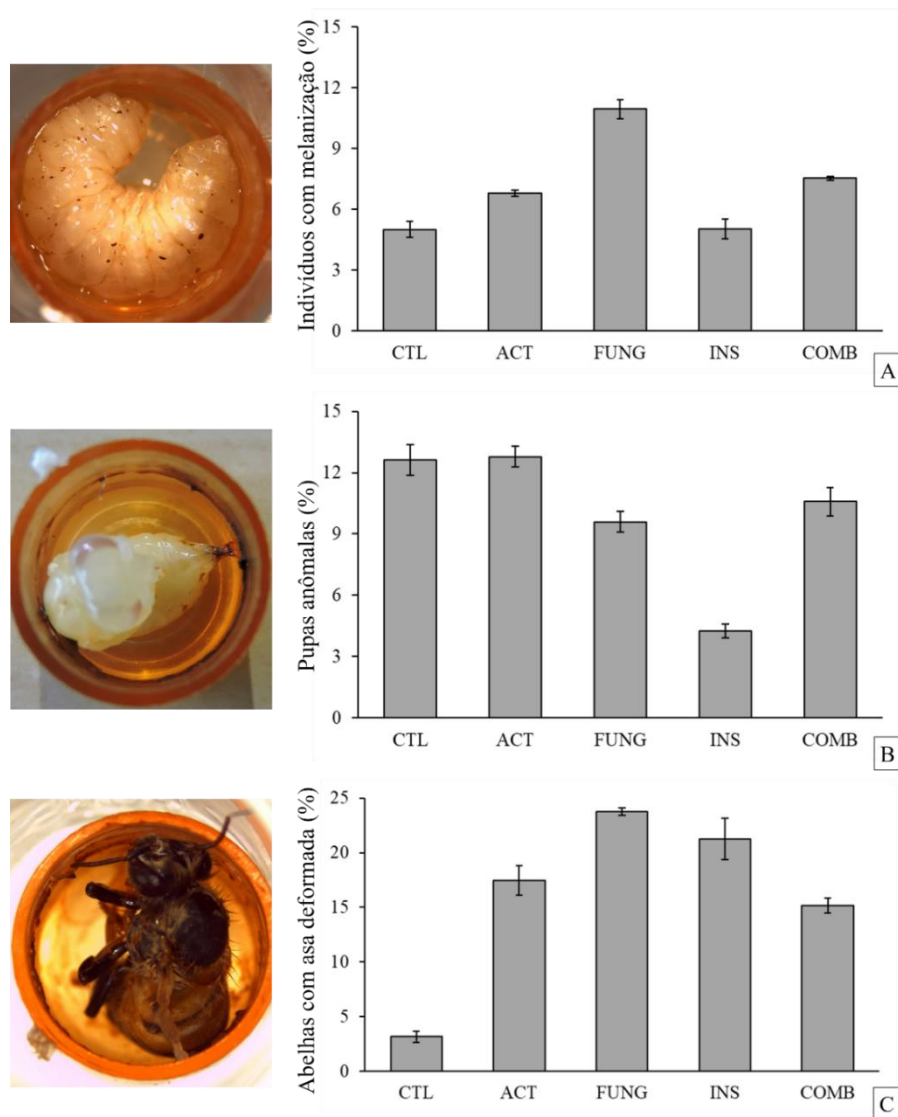 Indivíduos com melanização (%)
15
12
9
6
3
0
CTL ACT FUNG INS COMB
A
Pupas anômalas (%)
15
12
9
6
3
0
CTL ACT FUNG INS COMB
B
Abelhas com asa deformada (%)
25
20
15
10
5
0
CTL ACT FUNG INS COMB
C